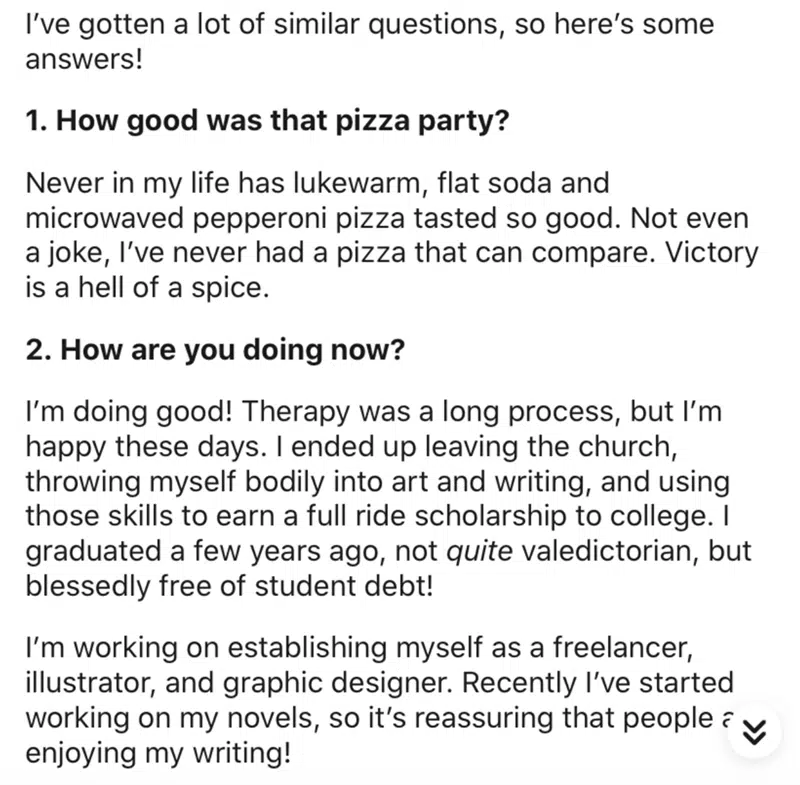 I’ve gotten a lot of similar questions, so here’s some
answers!
1. How good was that pizza party?
Never in my life has lukewarm, flat soda and
microwaved pepperoni pizza tasted so good. Not even
a joke, I’ve never had a pizza that can compare. Victory
is a hell of a spice.
2. How are you doing now?
I’m doing good! Therapy was a long process, but I’m
happy these days. I ended up leaving the church,
throwing myself bodily into art and writing, and using
those skills to earn a full ride scholarship to college. I
graduated a few years ago, not quite valedictorian, but
blessedly free of student debt!
I’m working on establishing myself as a freelancer,
illustrator, and graphic designer. Recently I’ve started
working on my novels, so it’s reassuring that people
enjoying my writing!